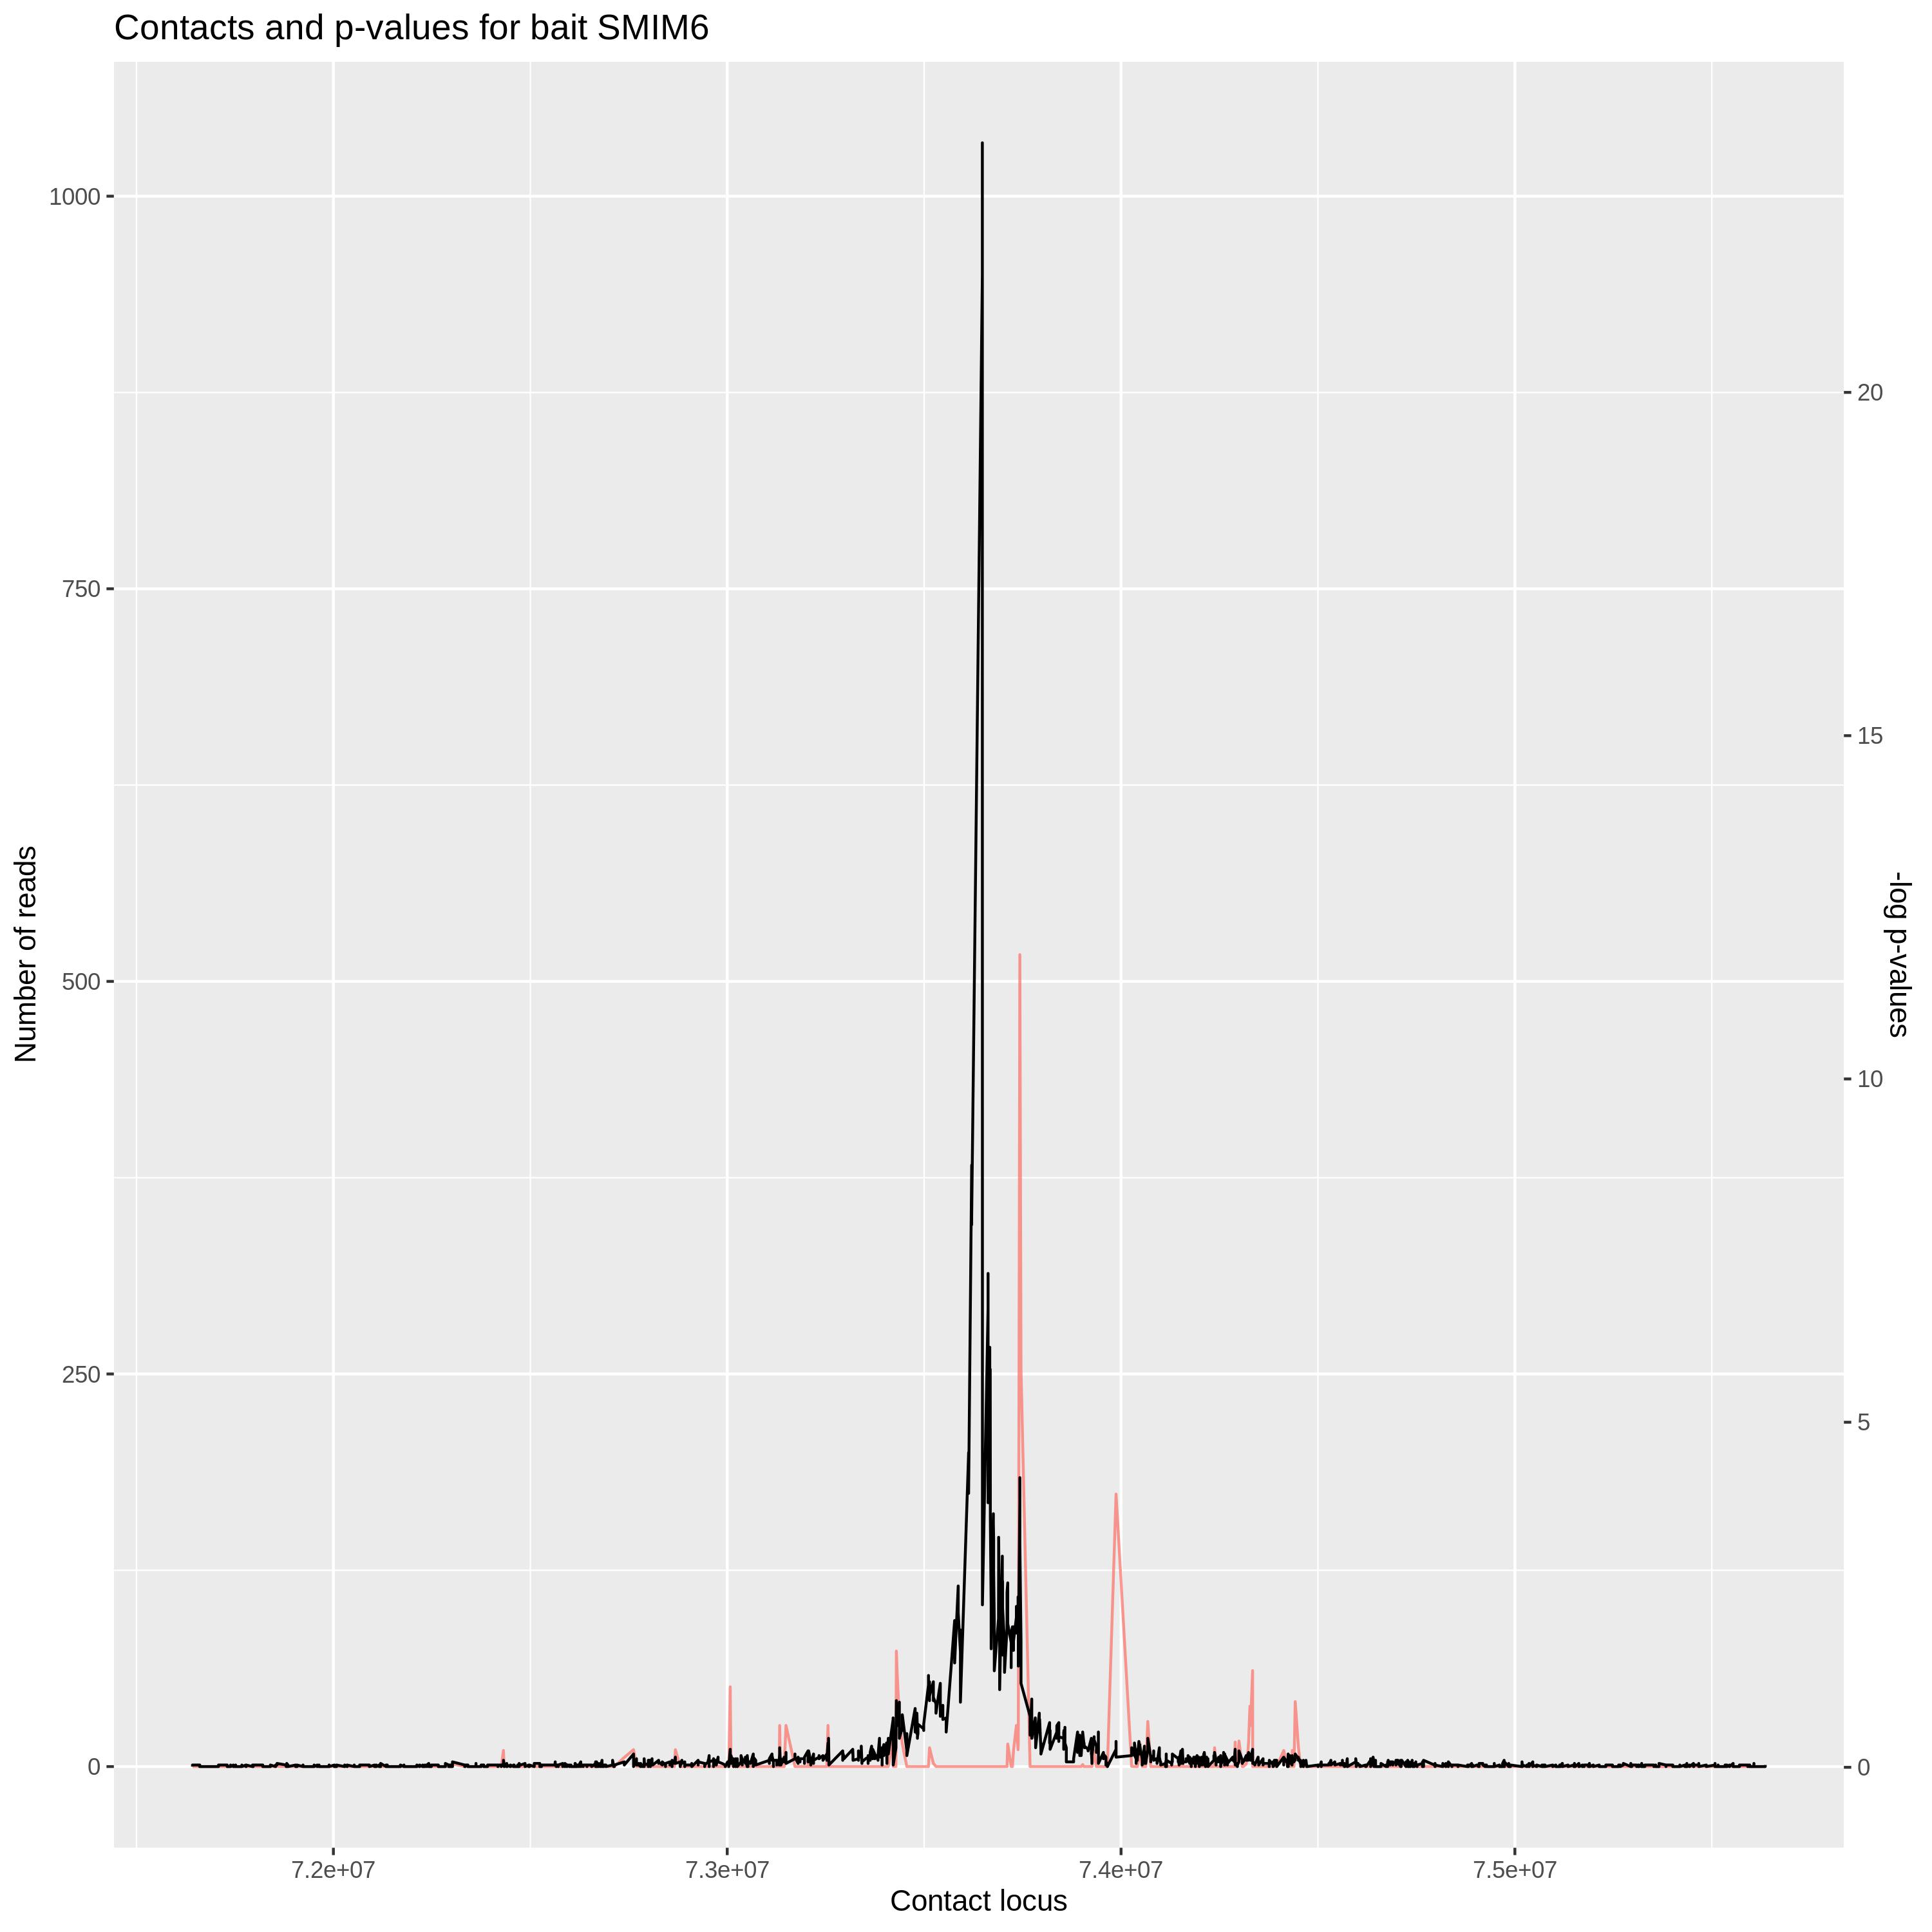 Contacts and p-values for bait SMIM6
1000
750
500
250
0
Number of reads
20
15
10
5
0
-log p-values
7.2e+07 7.3e+07 7.4e+07 7.5e+07
Contact locus